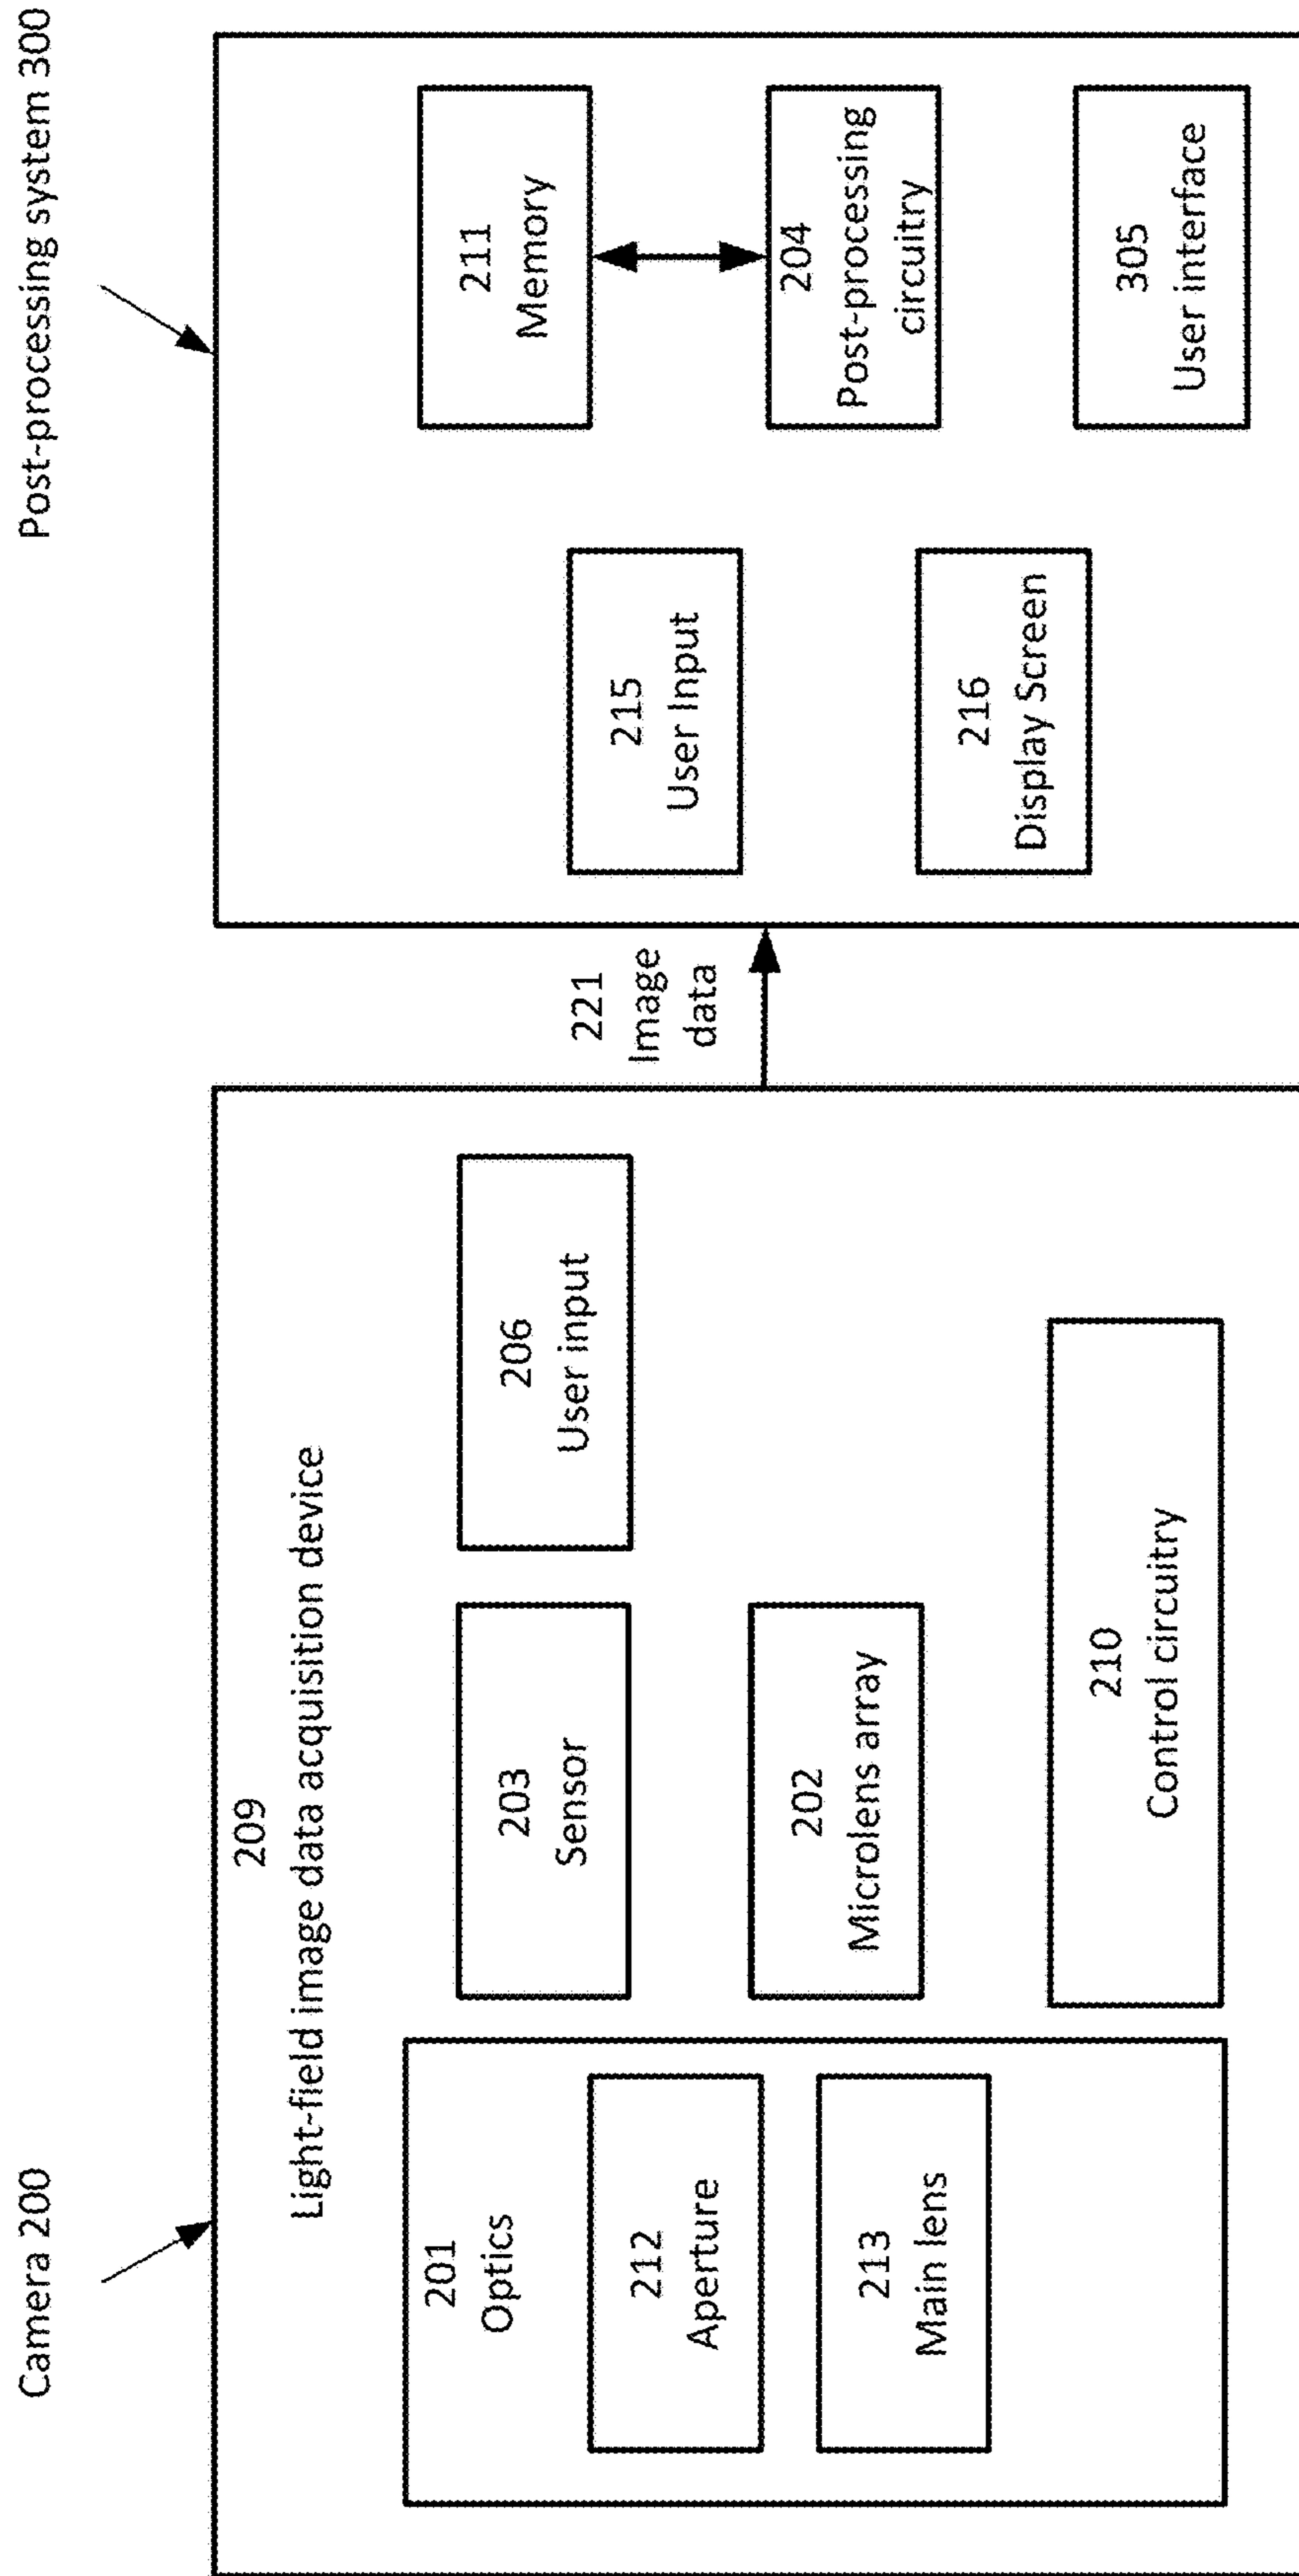 Camera 200
209
Light-field image data acquisition device
201
Optics
212
Aperture
213
Main lens
203
Sensor
202
Microlens array
206
User input
210
Control circuitry
221
Image
data
Post-processing system 300
215
User Input
216
Display Screen
211
Memory
204
Post-processing
circuitry
305
User interface